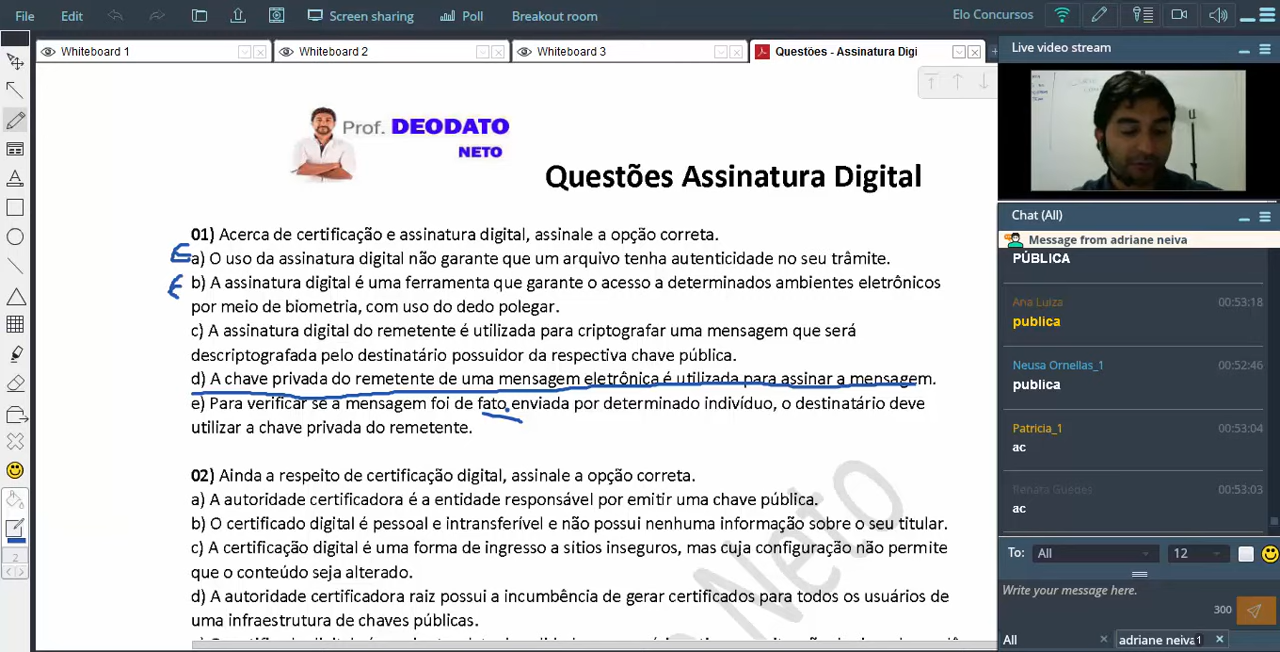 File Edit Screen sharing Poll Breakout room Elo Concursos
Whiteboard 1 Whiteboard 2 Whiteboard 3 Questões - Assinatura Digi
Live video stream
Prof. DEODATO
NETO
Questões Assinatura Digital
01) Acerca de certificação e assinatura digital, assinale a opção correta.
E a) O uso da assinatura digital não garante que um arquivo tenha autenticidade no seu trâmite.
E b) A assinatura digital é uma ferramenta que garante o acesso a determinados ambientes eletrônicos
por meio de biometria, com uso do dedo polegar.
c) A assinatura digital do remetente é utilizada para criptografar uma mensagem que será
descriptografada pelo destinatário possuidor da respectiva chave pública.
d) A chave privada do remetente de uma mensagem eletrônica é utilizada para assinar a mensagem.
e) Para verificar se a mensagem foi de fato enviada por determinado indivíduo, o destinatário deve
utilizar a chave privada do remetente.
02) Ainda a respeito de certificação digital, assinale a opção correta.
a) A autoridade certificadora é a entidade responsável por emitir uma chave pública.
b) O certificado digital é pessoal e intransferível e não possui nenhuma informação sobre o seu titular.
c) A certificação digital é uma forma de ingresso a sítios inseguros, mas cuja configuração não permite
que o conteúdo seja alterado.
d) A autoridade certificadora raiz possui a incumbência de gerar certificados para todos os usuários de
uma infraestrutura de chaves públicas.
Neto
2
Chat (All)
Message from adriane neiva
PÚBLICA
Ana Luiza 00:53:18
publica
Neusa Ornellas_1 00:52:46
publica
Patricia_1 00:53:04
ac
Renata Guedes 00:53:03
ac
To: All 12
Write your message here.
300
All adriane neiva1